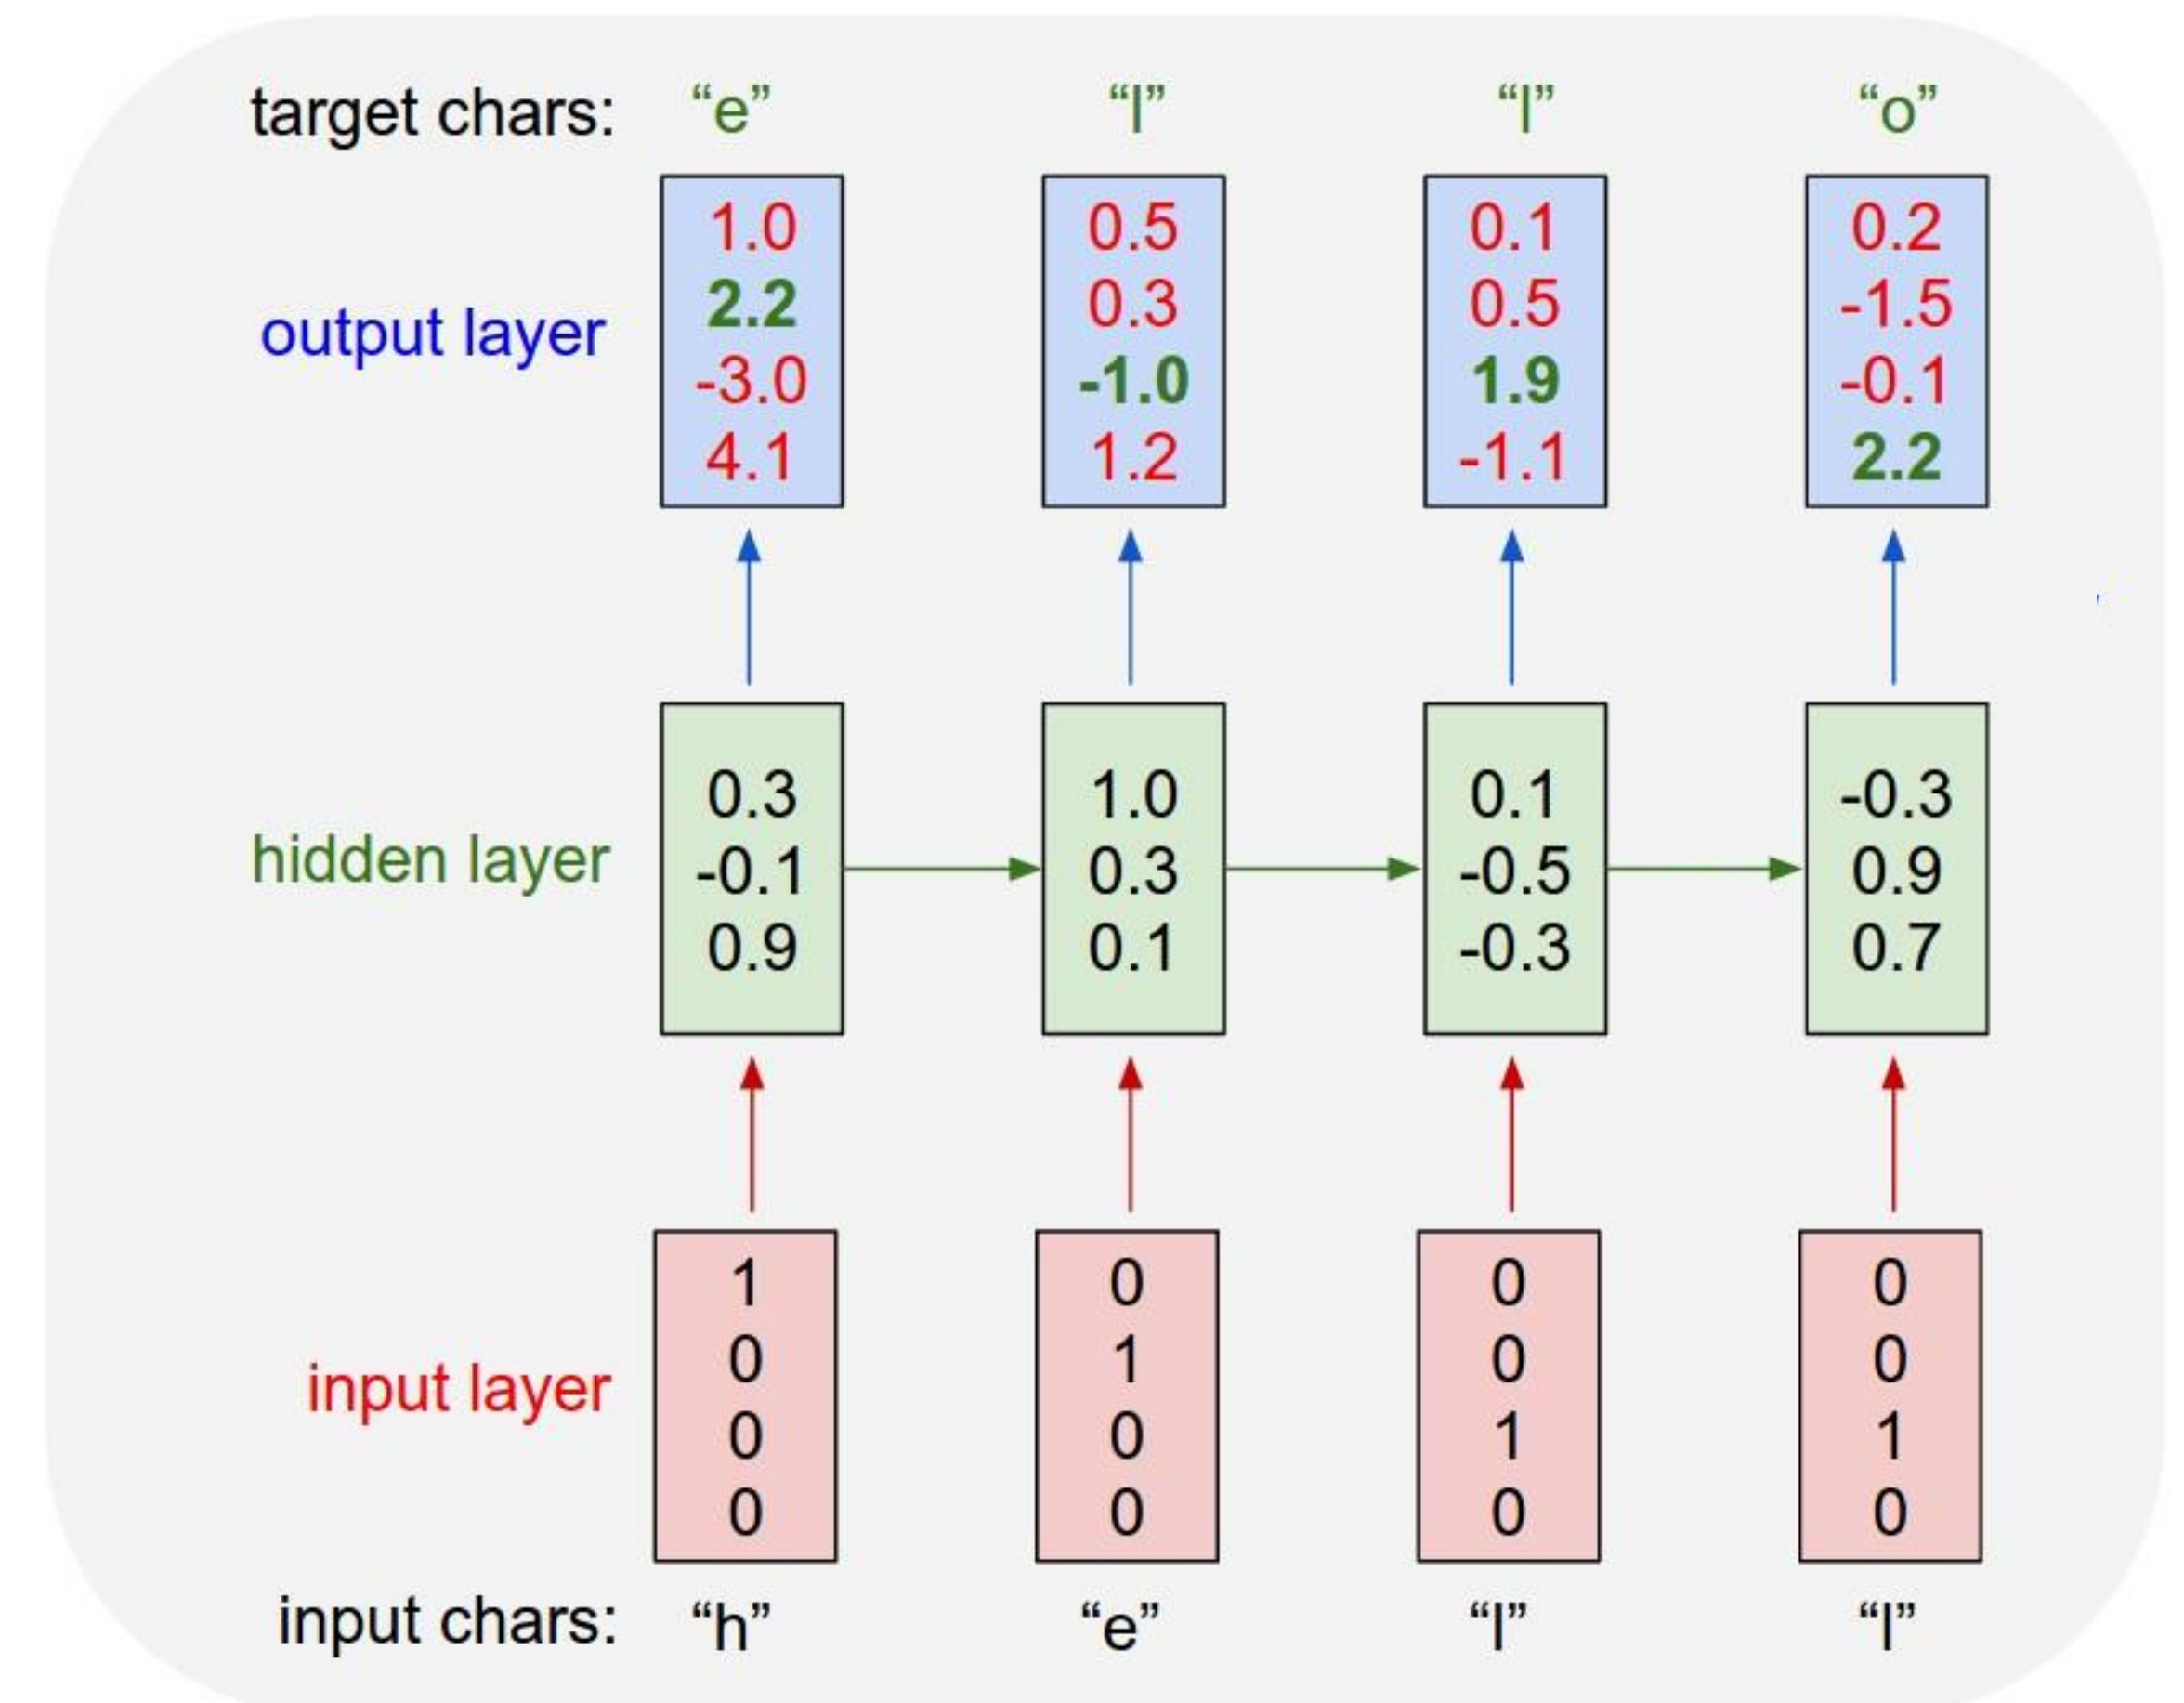 target chars: “e” “l” “l” “o”
1.0 0.5 0.1 0.2
2.2 0.3 0.5 -1.5
output layer
-3.0 -1.0 1.9 -0.1
4.1 1.2 -1.1 2.2
0.3 1.0 0.1 -0.3
hidden layer -0.1 0.3 -0.5 0.9
0.9 0.1 -0.3 0.7
1 0 0 0
0 1 0 0
input layer
0 0 1 1
0 0 0 0
input chars: “h” “e” “l” “l”